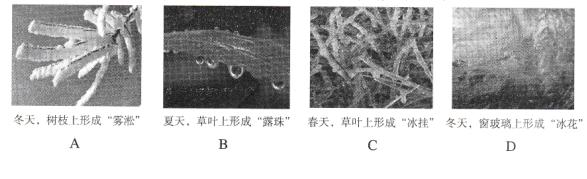 冬天，树枝上形成“雾淞”
夏天，草叶上形成“露珠”
春天，草叶上形成“冰挂”
冬天，窗玻璃上形成“冰花”
A
B
C
D